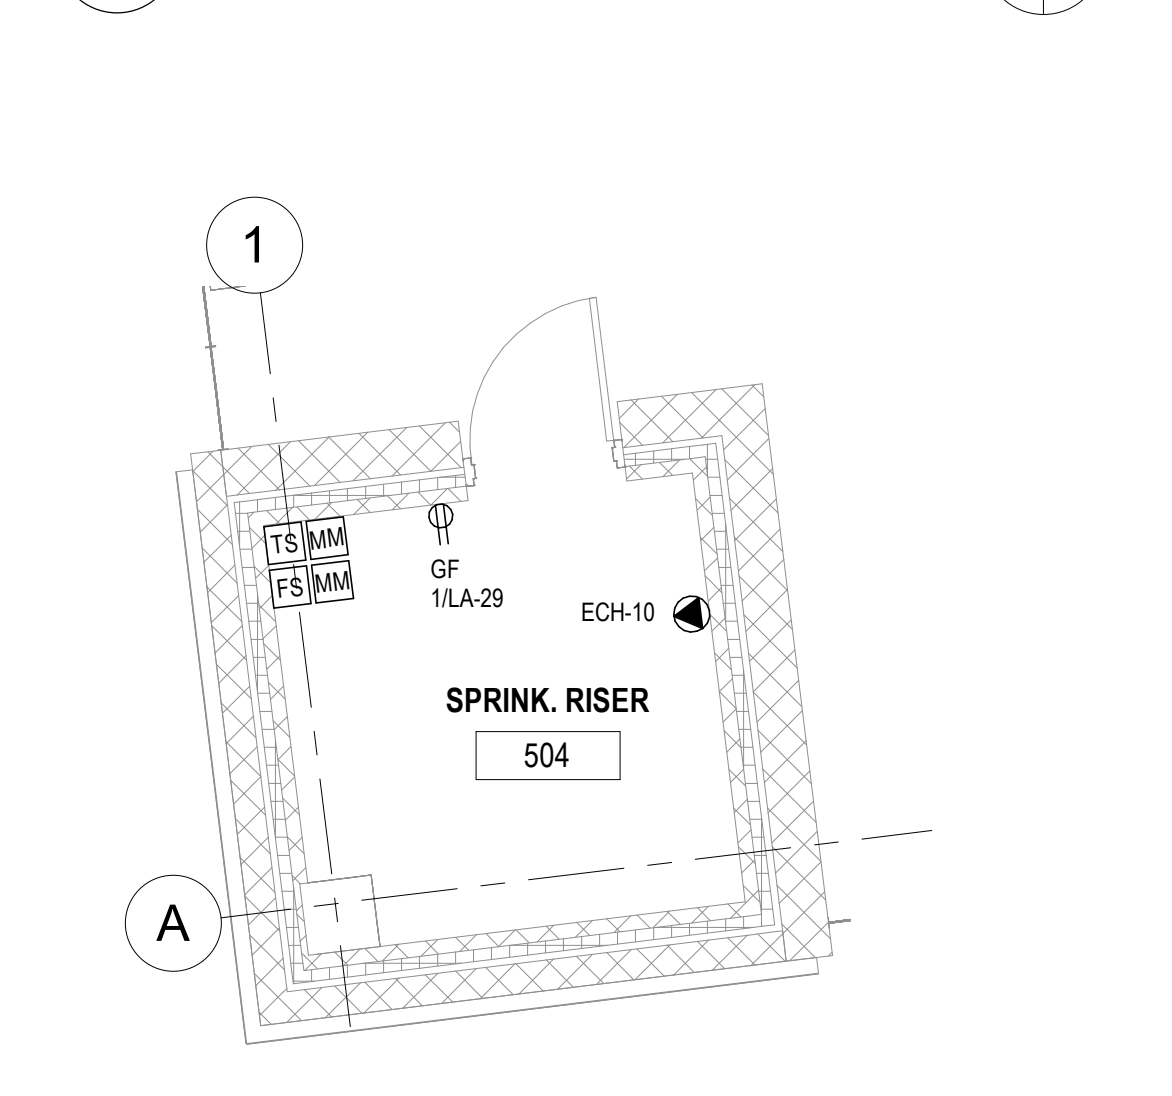 1
TS MM
FS MM
GF
1/LA-29
ECH-10
SPRINK. RISER
504
A